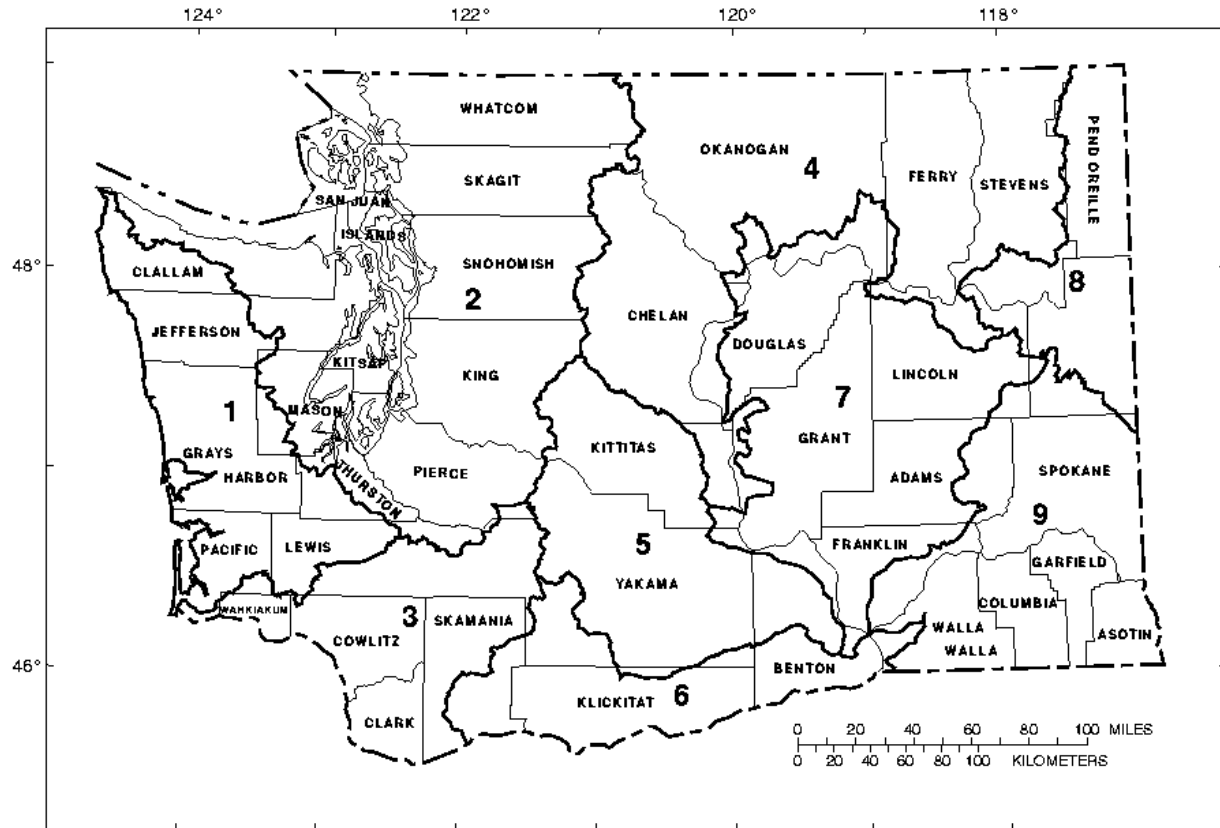 124° 122° 120° 118°
WHATCOM
OKANOGAN
4
FERRY
STEVENS
PEND OREILLE
SKAGIT
SAN JUAN
ISLANDS
48°
CLALLAM
SNOHOMISH
2
8
CHELAN
JEFFERSON
DOUGLAS
KITSAP
KING
LINCOLN
1
MASON
7
GRAYS
HARBOR
KITTITAS
GRANT
THURSTON
PIERCE
ADAMS
SPOKANE
9
PACIFIC
LEWIS
5
FRANKLIN
GARFIELD
YAKAMA
WAHKIAKUM
3
COLUMBIA
COWLITZ
SKAMANIA
WALLA
WALLA
ASOTIN
46°
BENTON
KLICKITAT
6
CLARK
0 20 40 60 80 100 MILES
0 20 40 60 80 100 KILOMETERS